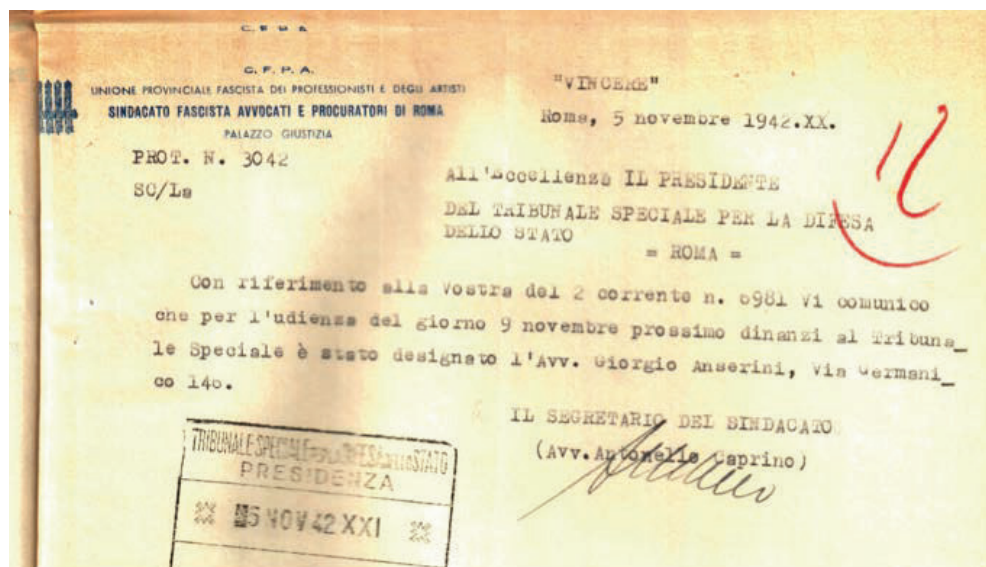 C. F. P. A.
UNIONE PROVINCIALE FASCISTA DEI PROFESSIONISTI E DEGLI ARTISTI
SINDACATO FASCISTA AVVOCATI E PROCURATORI DI ROMA
PALAZZO GIUSTIZIA
PROT. N. 3042
SC/La
"VINCERE"
Roma, 5 novembre 1942.XX.
All'Eccellenza IL PRESIDENTE
DEL TRIBUNALE SPECIALE PER LA DIFESA
DELLO STATO
= ROMA =
Con riferimento alla Vostra del 2 corrente n. 6981 Vi comunico
che per l'udienza del giorno 9 novembre prossimo dinanzi al Tribuna_
le Speciale è stato designato l'Avv. Giorgio Anserini, Via Germani_
co 146.
IL SEGRETARIO DEL SINDACATO
(Avv. Antonello Caprino)
TRIBUNALE SPECIALE PER LA DIFESA DELLO STATO
PRESIDENZA
5 NOV 42 XXI